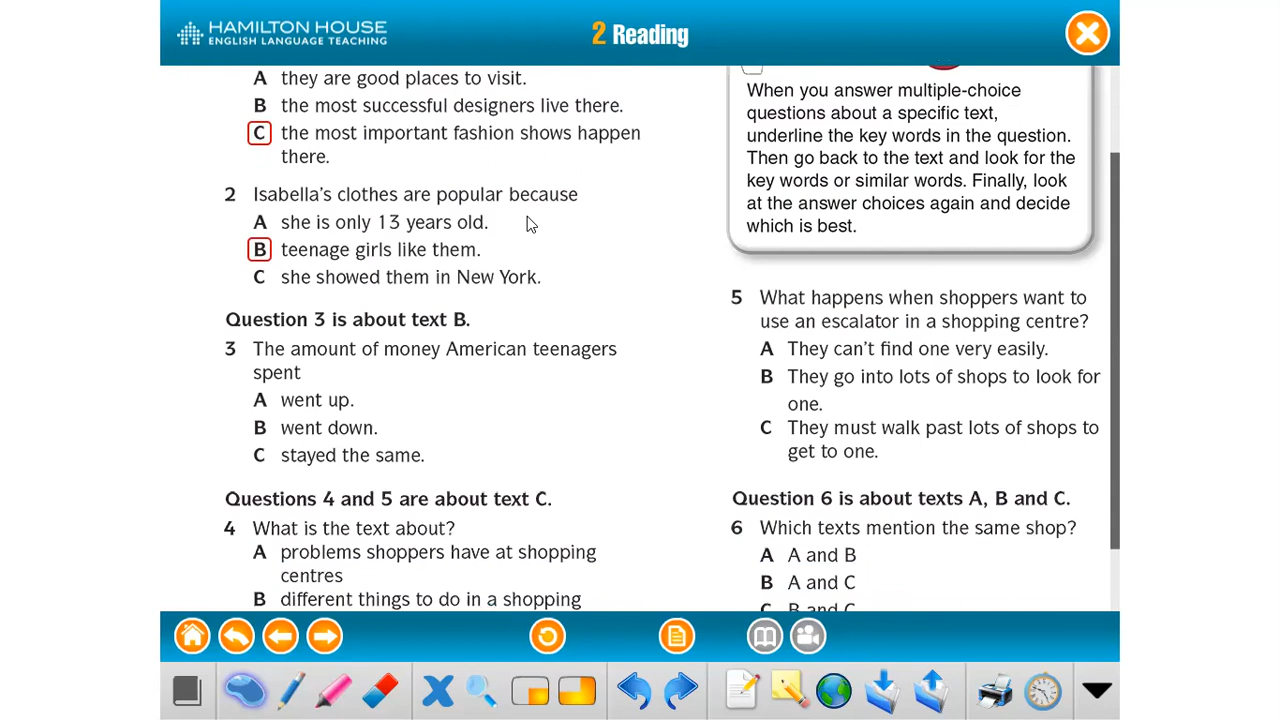 HAMILTON HOUSE
ENGLISH LANGUAGE TEACHING
2 Reading
A they are good places to visit.
B the most successful designers live there.
C the most important fashion shows happen
there.
2 Isabella's clothes are popular because
A she is only 13 years old.
B teenage girls like them.
C she showed them in New York.
Question 3 is about text B.
3 The amount of money American teenagers
spent
A went up.
B went down.
C stayed the same.
Questions 4 and 5 are about text C.
4 What is the text about?
A problems shoppers have at shopping
centres
B different things to do in a shopping
When you answer multiple-choice
questions about a specific text,
underline the key words in the question.
Then go back to the text and look for the
key words or similar words. Finally, look
at the answer choices again and decide
which is best.
5 What happens when shoppers want to
use an escalator in a shopping centre?
A They can't find one very easily.
B They go into lots of shops to look for
one.
C They must walk past lots of shops to
get to one.
Question 6 is about texts A, B and C.
6 Which texts mention the same shop?
A A and B
B A and C
C B and C